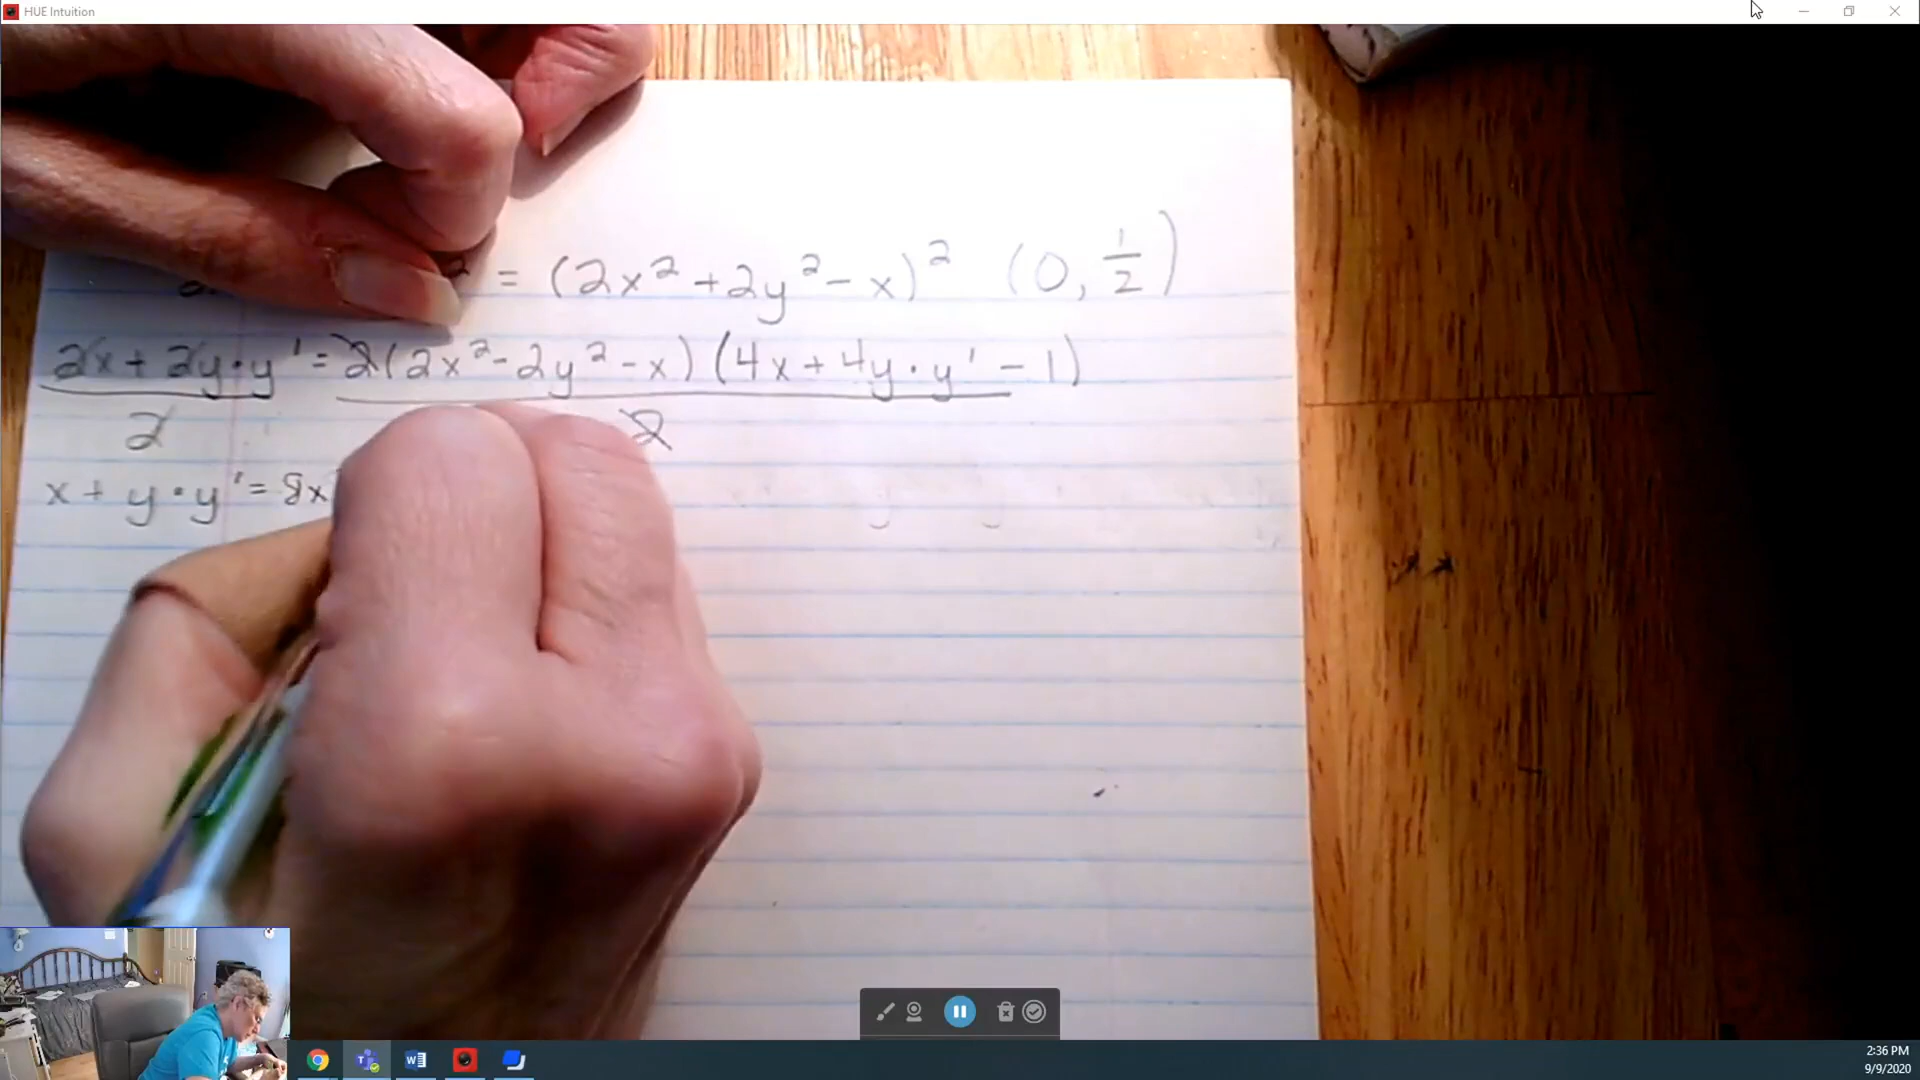 HUE Intuition
2 = (2x² + 2y² - x)² (0, 1/2)
2x + 2y · y' = 2(2x² - 2y² - x) (4x + 4y · y' - 1)
2 2
x + y · y' = 8x
2:36 PM
9/9/2020